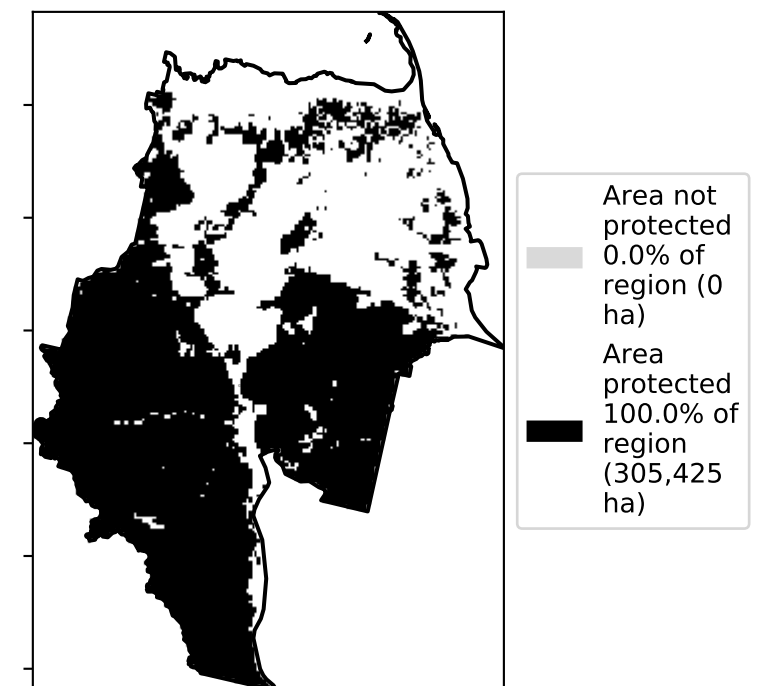 Area not
protected
0.0% of
region (0
ha)
Area
protected
100.0% of
region
(305,425
ha)